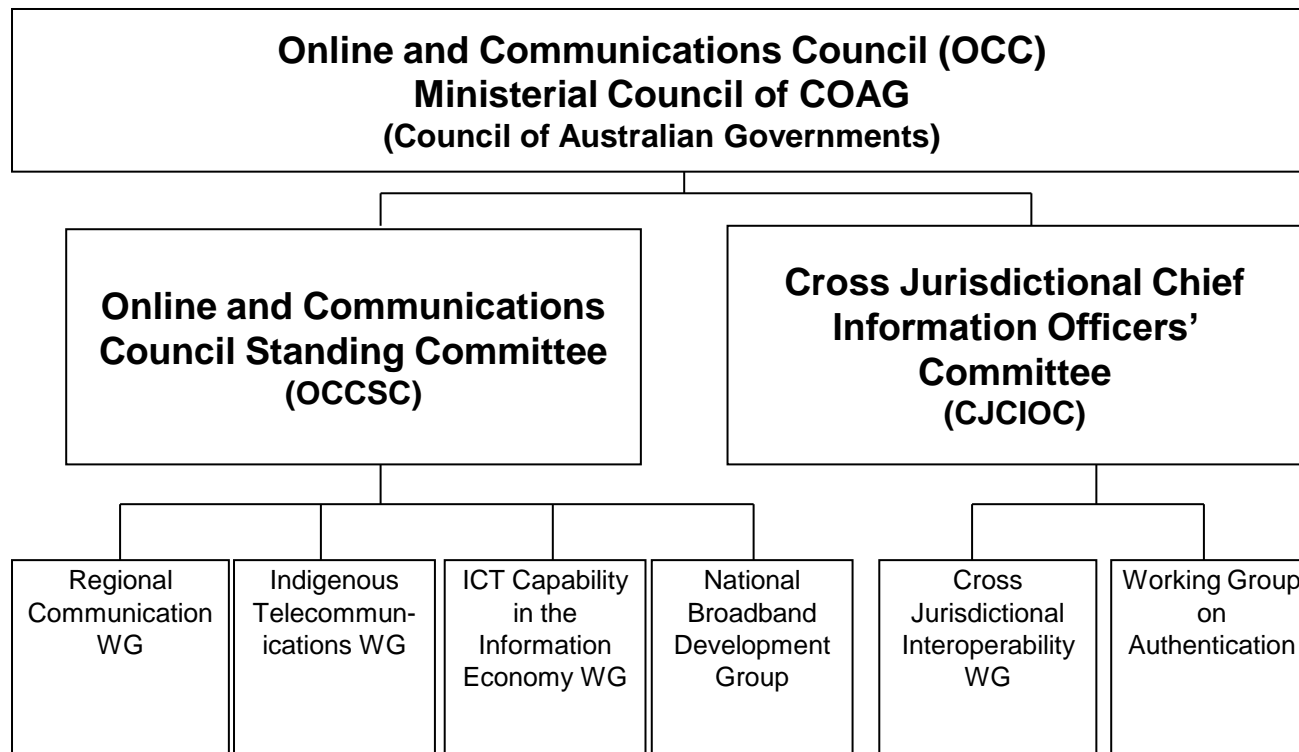 Online and Communications Council (OCC)
Ministerial Council of COAG
(Council of Australian Governments)
Online and Communications
Council Standing Committee
(OCCSC)
Cross Jurisdictional Chief
Information Officers’
Committee
(CJCIOC)
Regional
Communication
WG
Indigenous
Telecommun-
ications WG
ICT Capability
in the
Information
Economy WG
National
Broadband
Development
Group
Cross
Jurisdictional
Interoperability
WG
Working Group
on
Authentication